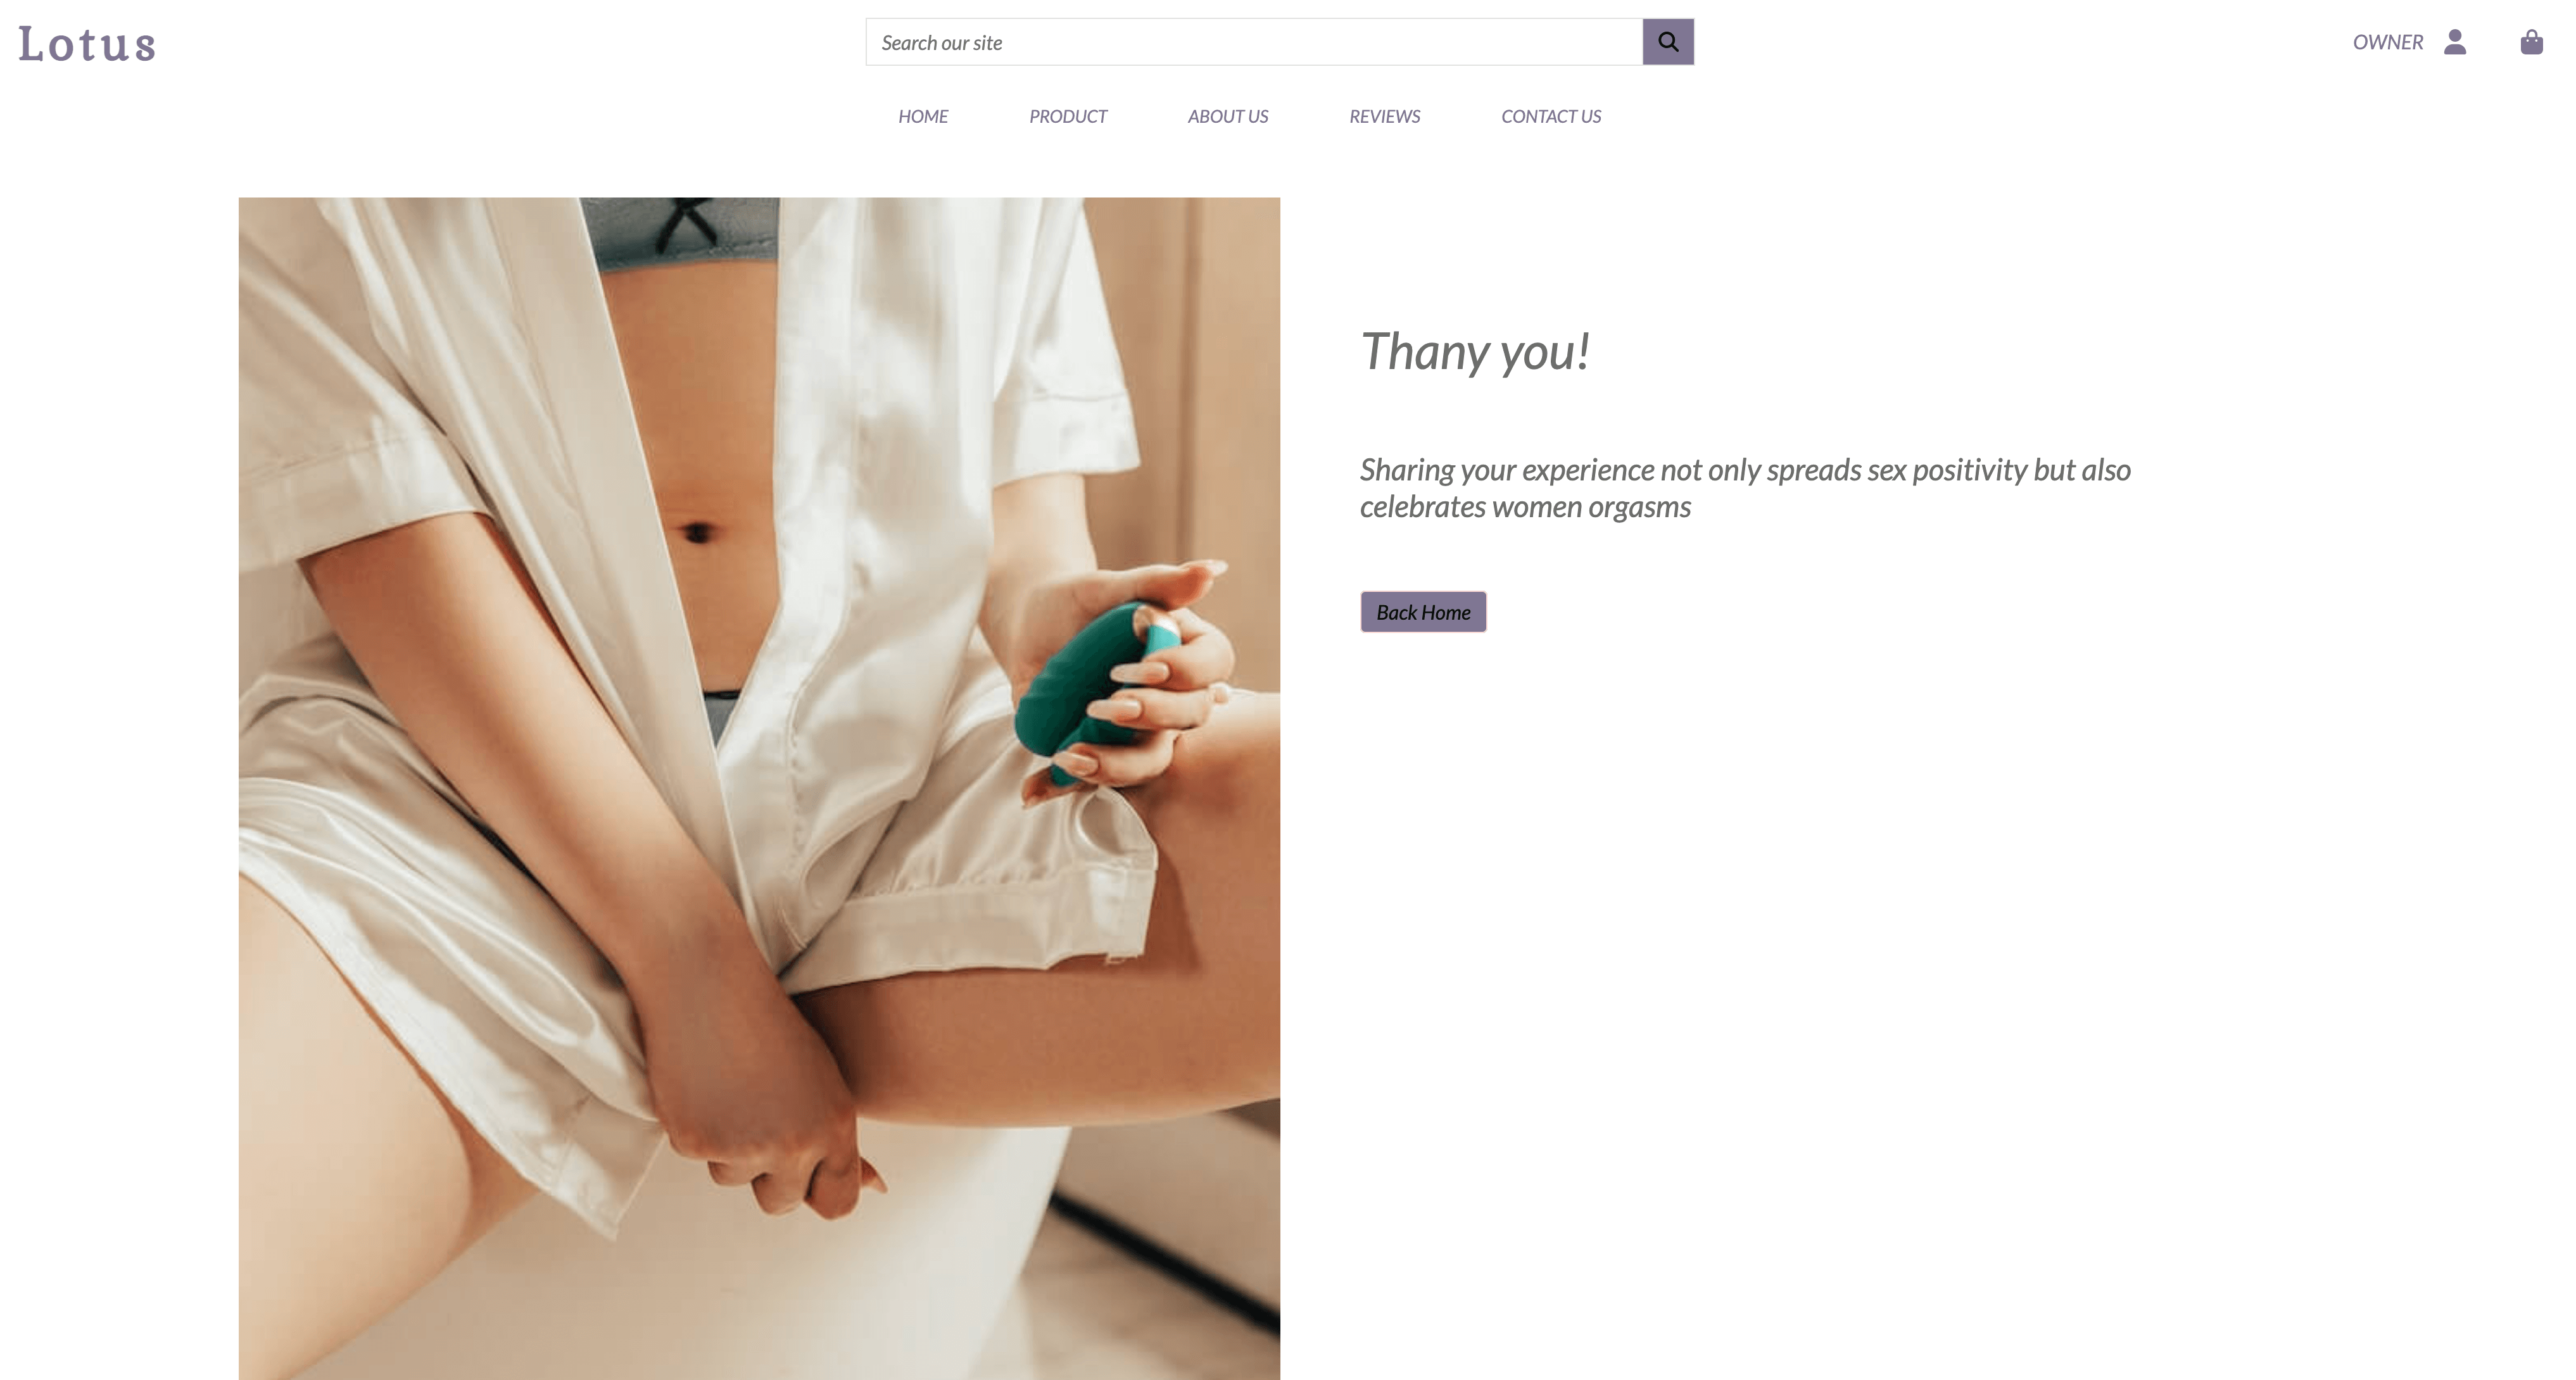 Lotus
Search our site
OWNER
HOME PRODUCT ABOUT US REVIEWS CONTACT US
Thany you!
Sharing your experience not only spreads sex positivity but also
celebrates women orgasms
Back Home